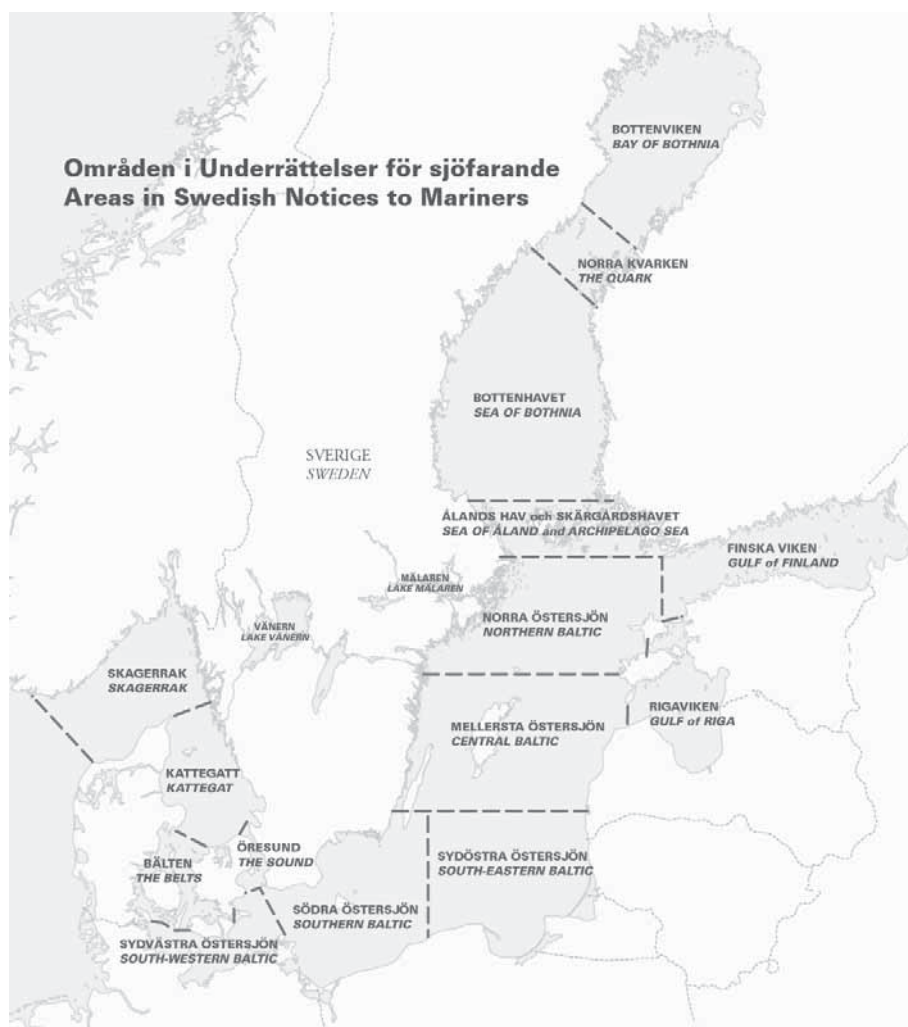 Områden i Underrättelser för sjöfarande
Areas in Swedish Notices to Mariners
BOTTENVIKEN
BAY OF BOTHNIA
NORRA KVARKEN
THE QUARK
BOTTENHAVET
SEA OF BOTHNIA
SVERIGE
SWEDEN
ÅLANDS HAV och SKÄRGÅRDSHAVET
SEA OF ÅLAND and ARCHIPELAGO SEA
FINSKA VIKEN
GULF of FINLAND
MÄLAREN
LAKE MÄLAREN
VÄNERN
LAKE VÄNERN
NORRA ÖSTERSJÖN
NORTHERN BALTIC
SKAGERRAK
SKAGERRAK
RIGAVIKEN
GULF of RIGA
MELLERSTA ÖSTERSJÖN
CENTRAL BALTIC
KATTEGATT
KATTEGAT
ÖRESUND
THE SOUND
BÄLTEN
THE BELTS
SYDÖSTRA ÖSTERSJÖN
SOUTH-EASTERN BALTIC
SÖDRA ÖSTERSJÖN
SOUTHERN BALTIC
SYDVÄSTRA ÖSTERSJÖN
SOUTH-WESTERN BALTIC